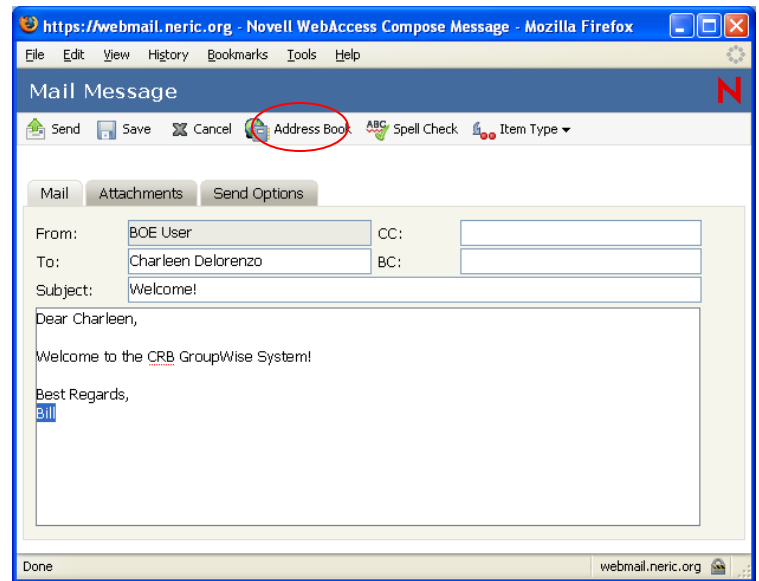 https://webmail.neric.org - Novell WebAccess Compose Message - Mozilla Firefox
File Edit View History Bookmarks Tools Help
Mail Message N
Send Save Cancel Address Book ABC Spell Check Item Type
Mail Attachments Send Options
From: BOE User CC:
To: Charleen Delorenzo BC:
Subject: Welcome!
Dear Charleen,
Welcome to the CRB GroupWise System!
Best Regards,
Bill
Done webmail.neric.org